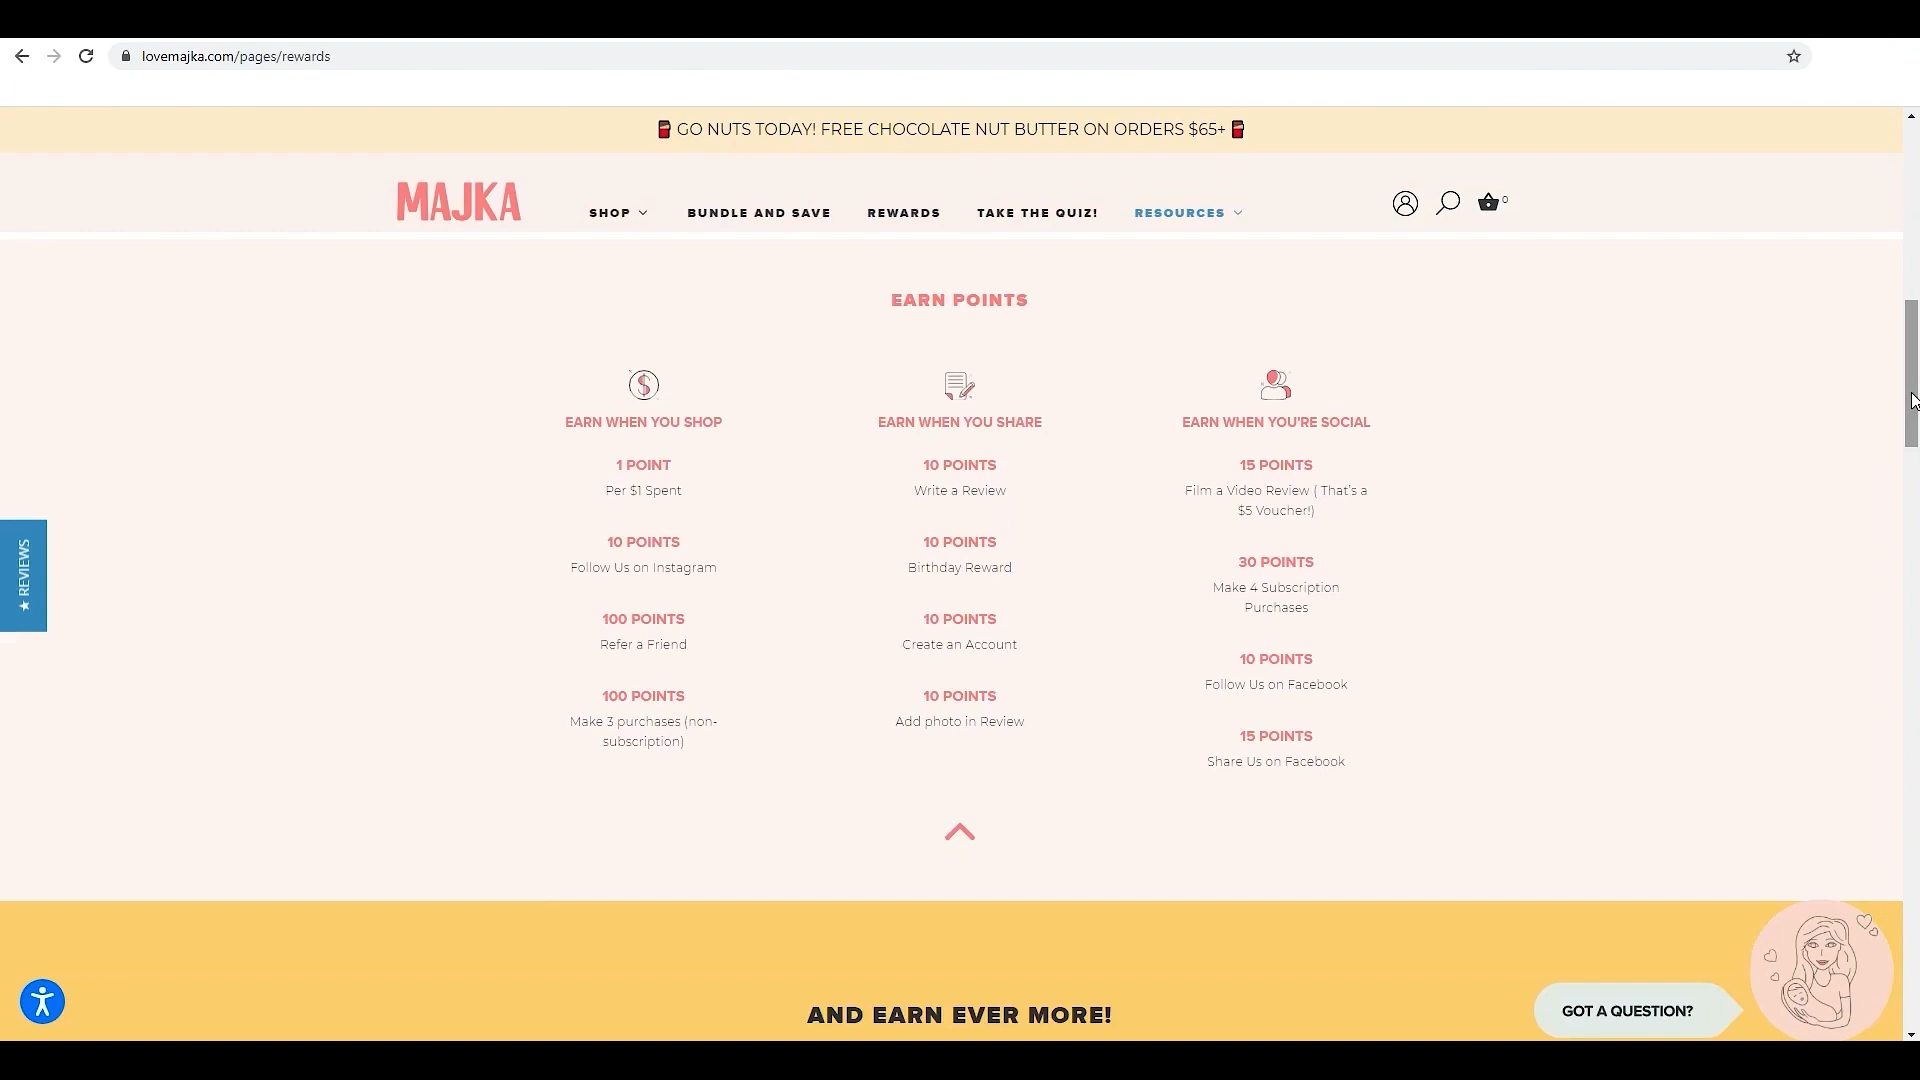 lovemajka.com/pages/rewards
GO NUTS TODAY! FREE CHOCOLATE NUT BUTTER ON ORDERS $65+
MAJKA
SHOP
BUNDLE AND SAVE
REWARDS
TAKE THE QUIZ!
RESOURCES
0
EARN POINTS
EARN WHEN YOU SHOP
1 POINT
Per $1 Spent
10 POINTS
Follow Us on Instagram
100 POINTS
Refer a Friend
100 POINTS
Make 3 purchases (non-
subscription)
EARN WHEN YOU SHARE
10 POINTS
Write a Review
10 POINTS
Birthday Reward
10 POINTS
Create an Account
10 POINTS
Add photo in Review
EARN WHEN YOU'RE SOCIAL
15 POINTS
Film a Video Review ( That's a
$5 Voucher!)
30 POINTS
Make 4 Subscription
Purchases
10 POINTS
Follow Us on Facebook
15 POINTS
Share Us on Facebook
★ REVIEWS
AND EARN EVER MORE!
GOT A QUESTION?